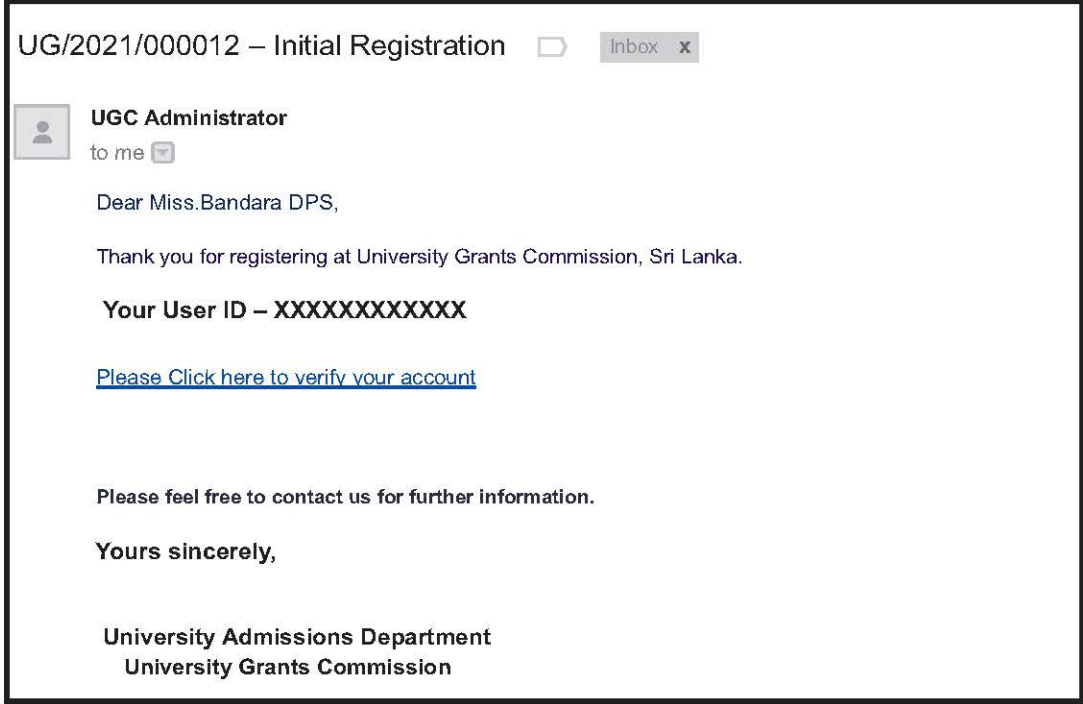 UG/2021/000012 – Initial Registration Inbox x
UGC Administrator
to me
Dear Miss.Bandara DPS,
Thank you for registering at University Grants Commission, Sri Lanka.
Your User ID – XXXXXXXXXXXX
Please Click here to verify your account
Please feel free to contact us for further information.
Yours sincerely,
University Admissions Department
University Grants Commission